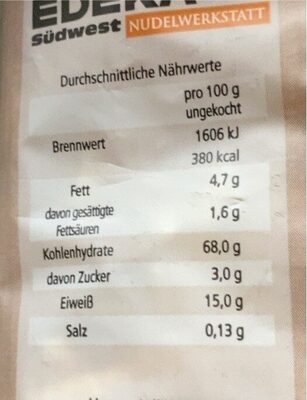 EDEKA
südwest NUDELWERKSTATT
Durchschnittliche Nährwerte
pro 100 g
ungekocht
Brennwert 1606 kJ
380 kcal
Fett 4,7 g
davon gesättigte
Fettsäuren 1,6 g
Kohlenhydrate 68,0 g
davon Zucker 3,0 g
Eiweiß 15,0 g
Salz 0,13 g